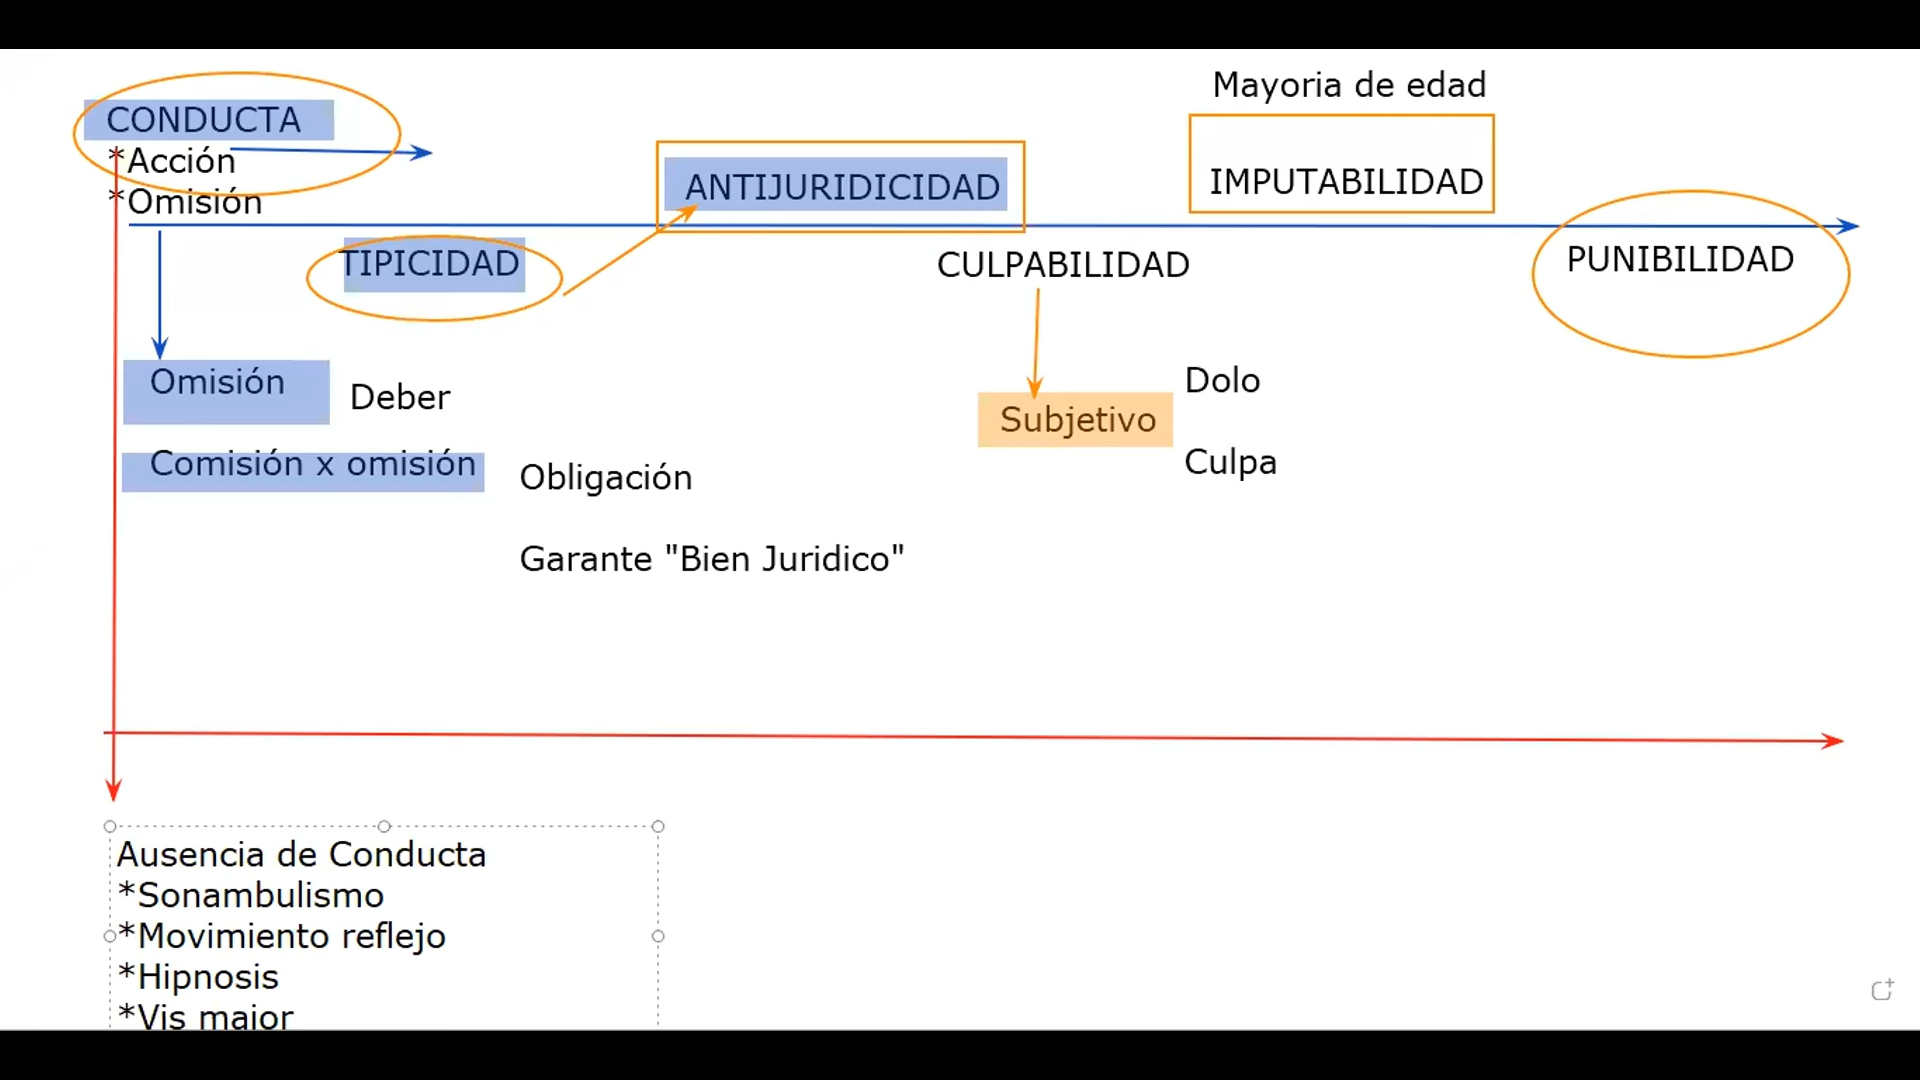 Mayoria de edad
CONDUCTA
*Acción
*Omisión
ANTIJURIDICIDAD
IMPUTABILIDAD
TIPICIDAD
CULPABILIDAD
PUNIBILIDAD
Omisión
Deber
Comisión x omisión
Obligación
Garante "Bien Juridico"
Subjetivo
Dolo
Culpa
Ausencia de Conducta
*Sonambulismo
*Movimiento reflejo
*Hipnosis
*Vis maior